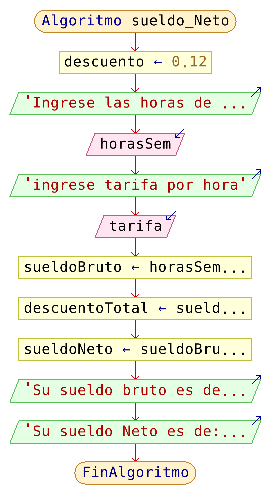 Algoritmo sueldo_Neto
descuento ← 0.12
'Ingrese las horas de ...
horasSem
'ingrese tarifa por hora'
tarifa
sueldoBruto ← horasSem...
descuentoTotal ← sueld...
sueldoNeto ← sueldoBru...
'Su sueldo bruto es de...
'Su sueldo Neto es de:...
FinAlgoritmo